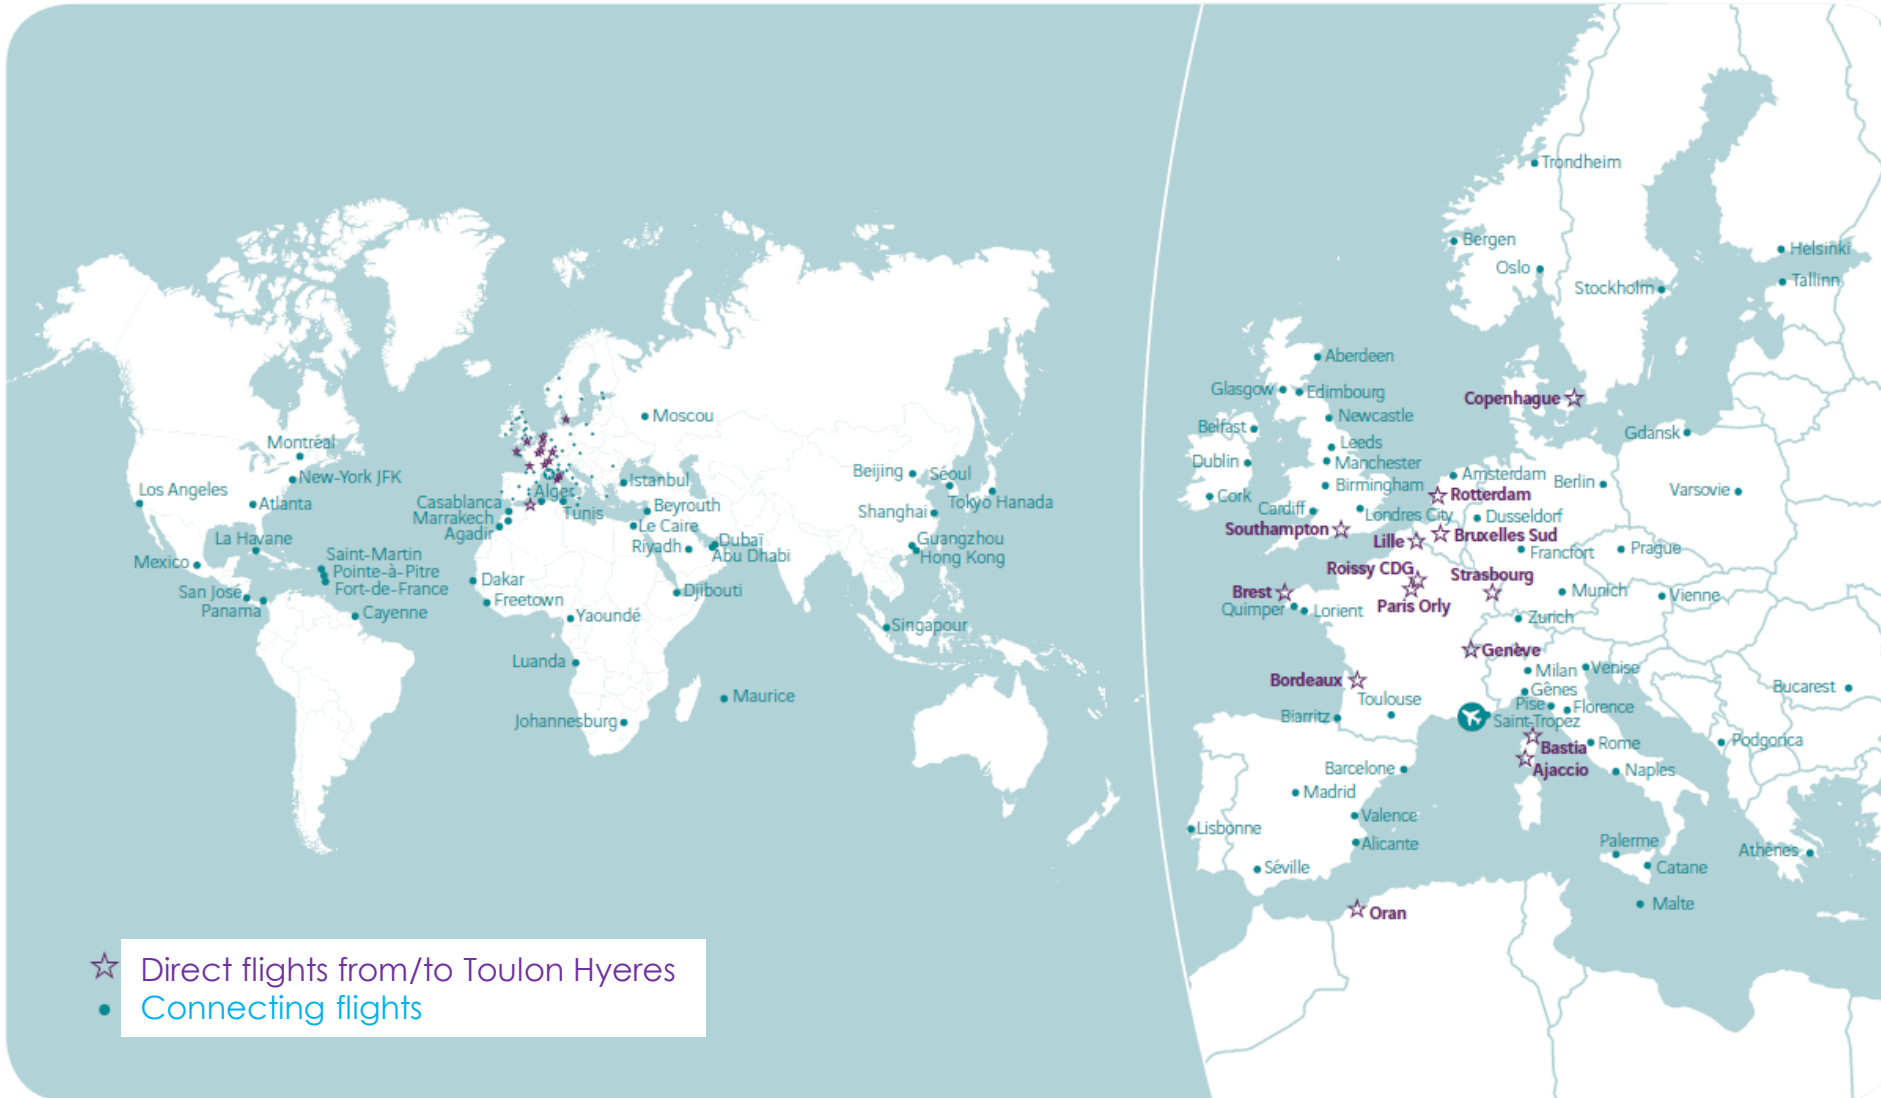 Moscou
Montréal
New-York JFK
Los Angeles
Atlanta
La Havane
Mexico
Saint-Martin
Pointe-à-Pitre
Fort-de-France
San José
Panama
Cayenne
Casablanca
Marrakech
Agadir
Alger
Tunis
Istanbul
Beyrouth
Le Caire
Riyadh
Dubaï
Abu Dhabi
Dakar
Freetown
Yaoundé
Djibouti
Luanda
Johannesburg
Maurice
Beijing
Séoul
Tokyo Hanada
Shanghai
Guangzhou
Hong Kong
Singapour
Trondheim
Bergen
Oslo
Helsinki
Tallinn
Stockholm
Aberdeen
Glasgow
Edimbourg
Newcastle
Belfast
Leeds
Dublin
Manchester
Birmingham
Cork
Cardiff
Londres City
Southampton
Copenhague
Gdansk
Amsterdam
Berlin
Varsovie
Rotterdam
Dusseldorf
Bruxelles Sud
Lille
Francfort
Prague
Roissy CDG
Strasbourg
Paris Orly
Munich
Vienne
Brest
Quimper
Lorient
Zurich
Genève
Milan
Venise
Bordeaux
Toulouse
Gênes
Pise
Florence
Bucarest
Biarritz
Saint-Tropez
Bastia
Rome
Podgorica
Ajaccio
Naples
Barcelone
Madrid
Valence
Lisbonne
Alicante
Séville
Palerme
Catane
Athènes
Malte
Oran
Direct flights from/to Toulon Hyeres
Connecting flights